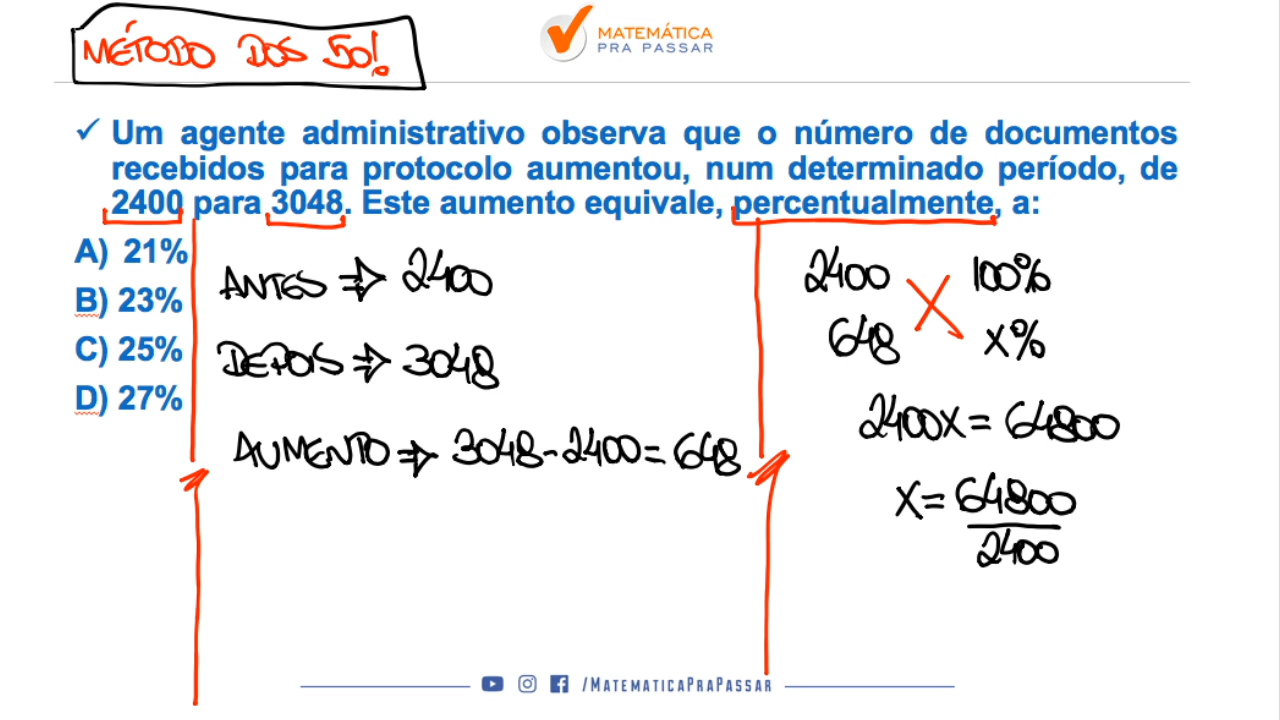 MÉTODO DOS 50!
MATEMÁTICA
PRA PASSAR
✓ Um agente administrativo observa que o número de documentos
recebidos para protocolo aumentou, num determinado período, de
2400 para 3048. Este aumento equivale, percentualmente, a:
A) 21%
B) 23%
C) 25%
D) 27%
ANTES ⇒ 2400
DEPOIS ⇒ 3048
AUMENTO ⇒ 3048-2400=648
2400 100%
648 X%
2400X=64800
X=64800
2400
/MATEMATICAPRAPASSAR